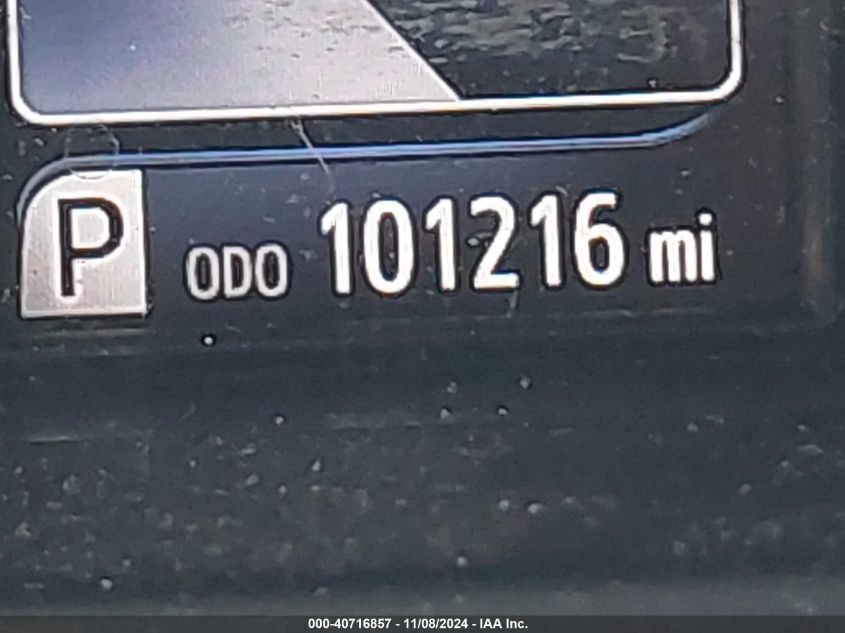 P ODO 101216 mi
000-40716857 - 11/08/2024 - IAA Inc.